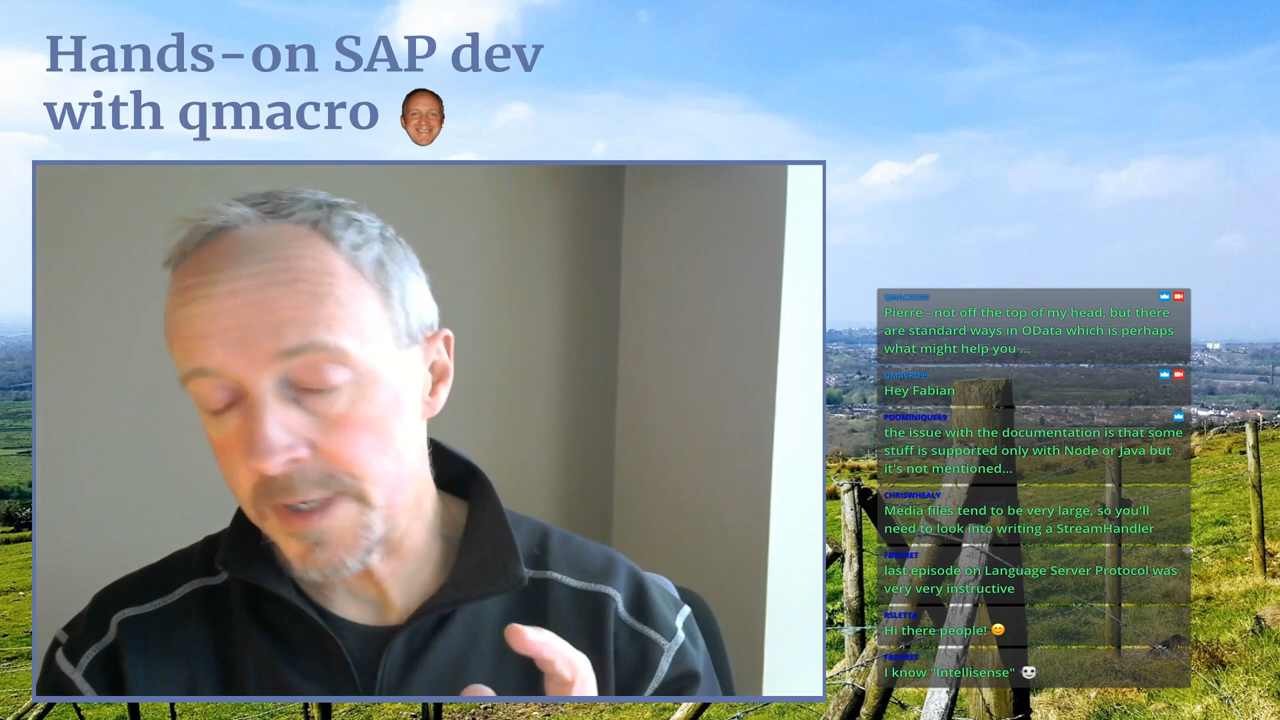 Hands-on SAP dev
with qmacro
Pierre - not off the top of my head, but there
are standard ways in OData which is perhaps
what might help you ...
Hey Fabian
PDOMINIQUE69
the issue with the documentation is that some
stuff is supported only with Node or Java but
it's not mentioned...
CHRISWHEALY
Media files tend to be very large, so you'll
need to look into writing a StreamHandler
last episode on Language Server Protocol was
very very instructive
RSLETTA
Hi there people!
I know "Intellisense"